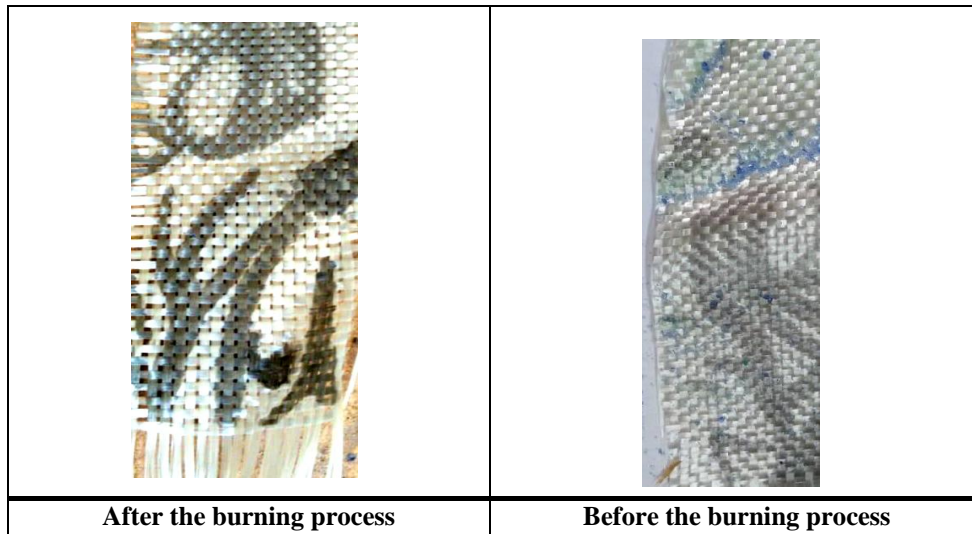 After the burning process
Before the burning process